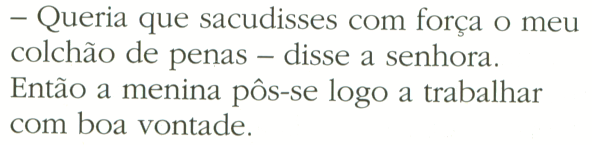 – Queria que sacudisses com força o meu
colchão de penas – disse a senhora.
Então a menina pôs-se logo a trabalhar
com boa vontade.